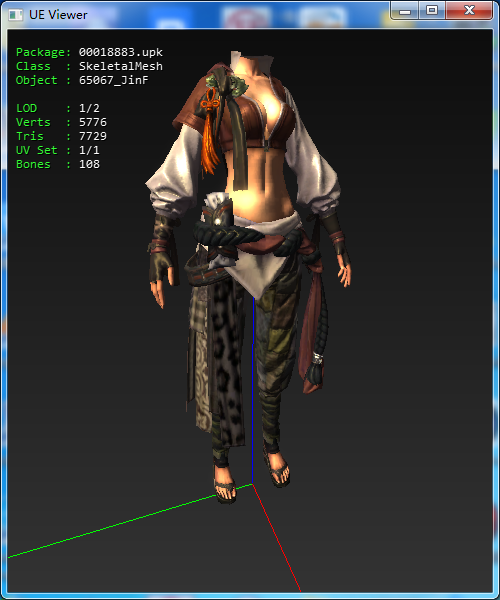 UE Viewer
Package: 00018883.upk
Class : SkeletalMesh
Object : 65067_JinF
LOD : 1/2
Verts : 5776
Tris : 7729
UV Set : 1/1
Bones : 108